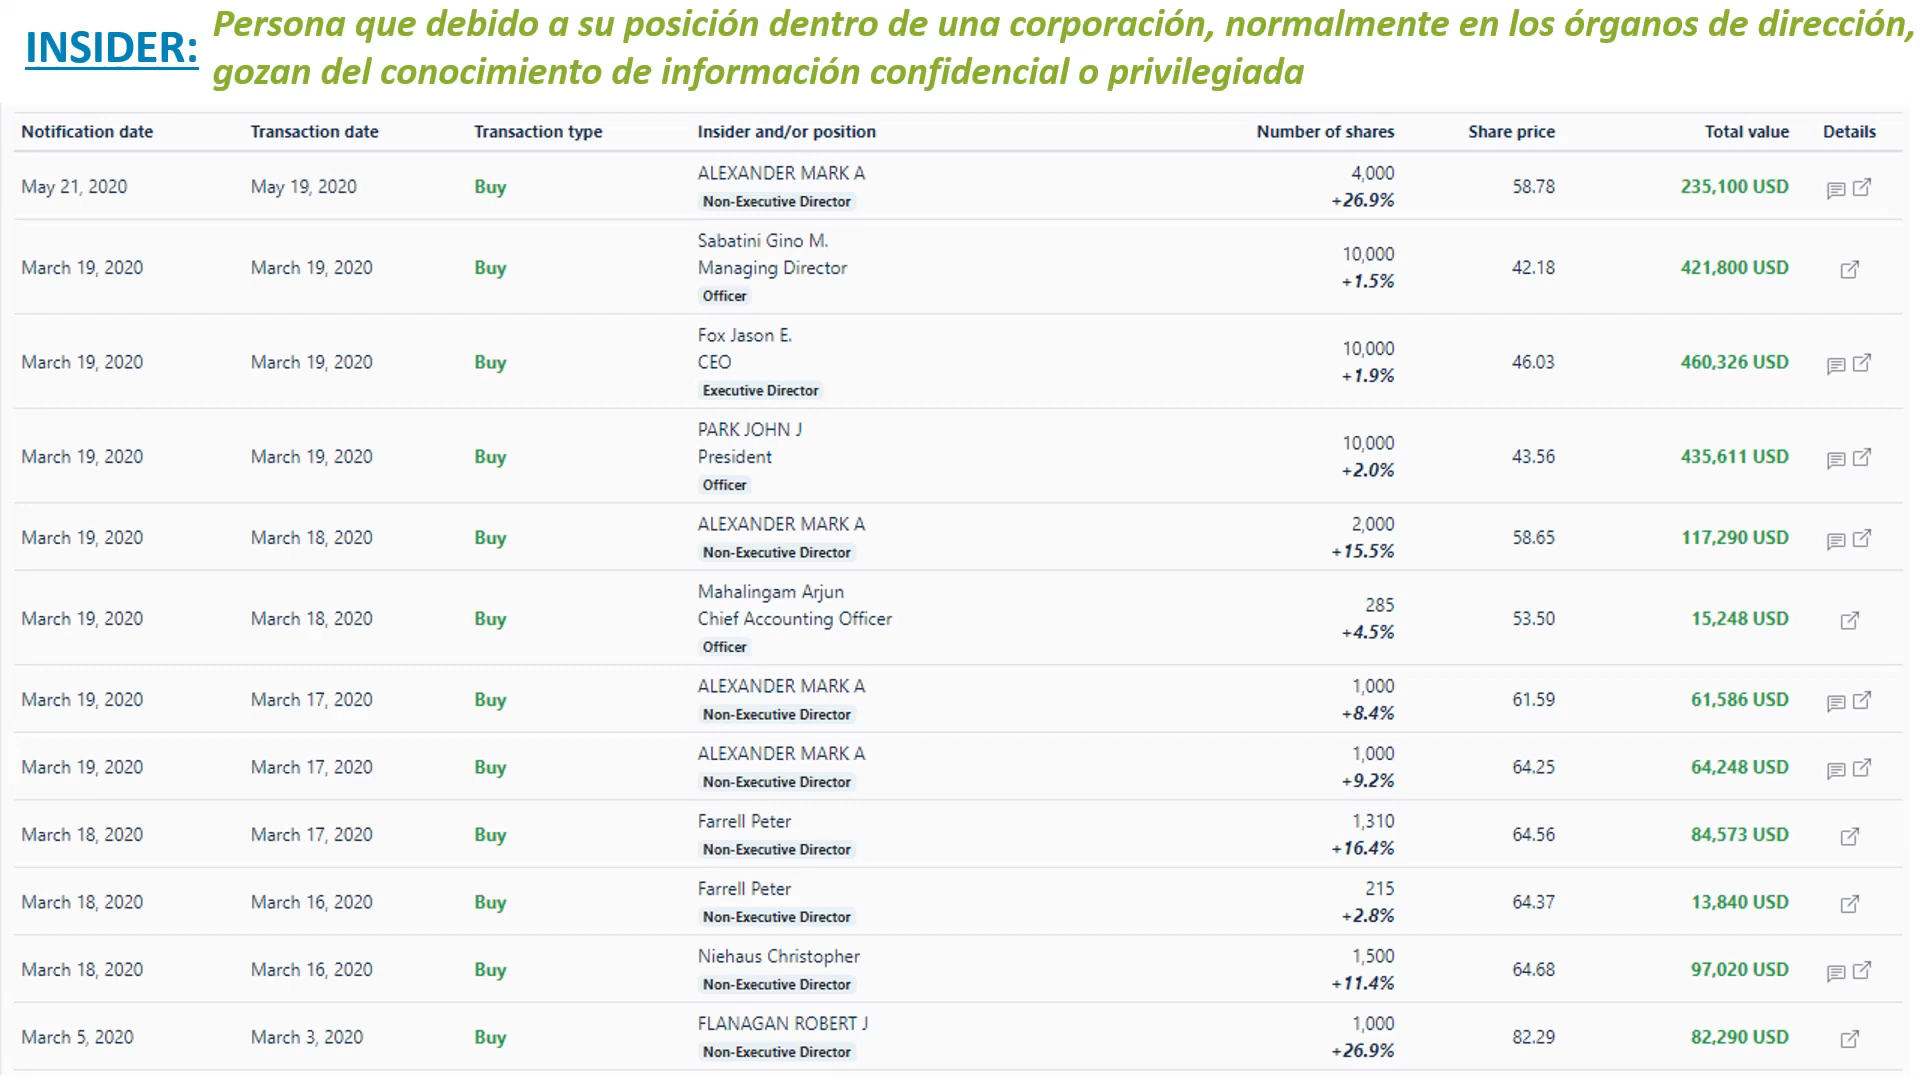 INSIDER: Persona que debido a su posición dentro de una corporación, normalmente en los órganos de dirección,
gozan del conocimiento de información confidencial o privilegiada
Notification date Transaction date Transaction type Insider and/or position Number of shares Share price Total value Details
May 21, 2020 May 19, 2020 Buy ALEXANDER MARK A 4,000 58.78 235,100 USD
Non-Executive Director +26.9%
Sabatini Gino M.
March 19, 2020 March 19, 2020 Buy Managing Director 10,000 42.18 421,800 USD
Officer +1.5%
Fox Jason E.
March 19, 2020 March 19, 2020 Buy CEO 10,000 46.03 460,326 USD
Executive Director +1.9%
PARK JOHN J
March 19, 2020 March 19, 2020 Buy President 10,000 43.56 435,611 USD
Officer +2.0%
March 19, 2020 March 18, 2020 Buy ALEXANDER MARK A 2,000 58.65 117,290 USD
Non-Executive Director +15.5%
Mahalingam Arjun
March 19, 2020 March 18, 2020 Buy Chief Accounting Officer 285 53.50 15,248 USD
Officer +4.5%
March 19, 2020 March 17, 2020 Buy ALEXANDER MARK A 1,000 61.59 61,586 USD
Non-Executive Director +8.4%
March 19, 2020 March 17, 2020 Buy ALEXANDER MARK A 1,000 64.25 64,248 USD
Non-Executive Director +9.2%
March 18, 2020 March 17, 2020 Buy Farrell Peter 1,310 64.56 84,573 USD
Non-Executive Director +16.4%
March 18, 2020 March 16, 2020 Buy Farrell Peter 215 64.37 13,840 USD
Non-Executive Director +2.8%
March 18, 2020 March 16, 2020 Buy Niehaus Christopher 1,500 64.68 97,020 USD
Non-Executive Director +11.4%
March 5, 2020 March 3, 2020 Buy FLANAGAN ROBERT J 1,000 82.29 82,290 USD
Non-Executive Director +26.9%